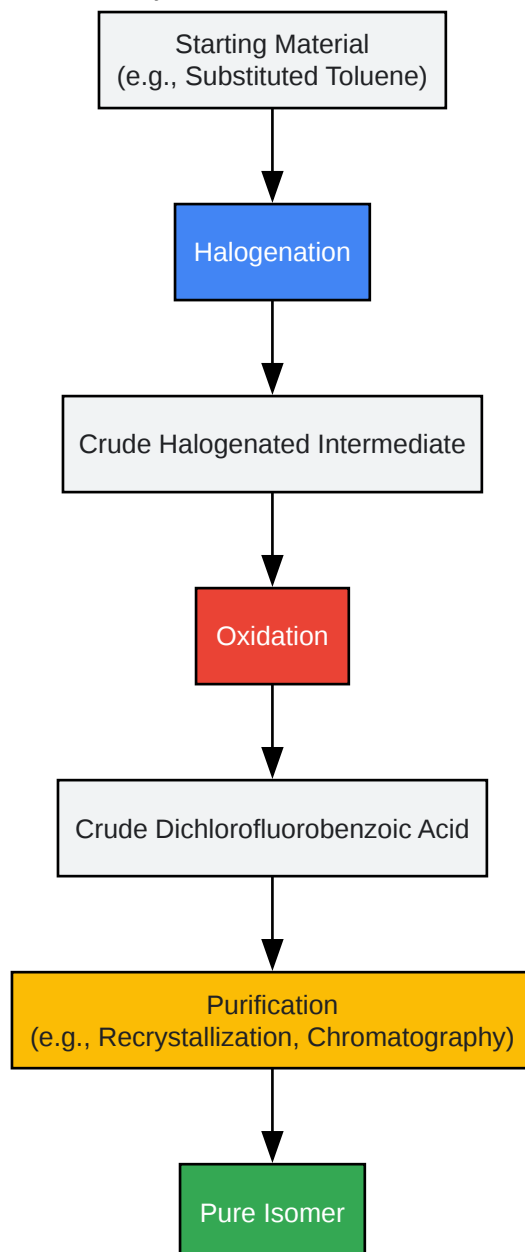 Starting Material
(e.g., Substituted Toluene)
Halogenation
Crude Halogenated Intermediate
Oxidation
Crude Dichlorofluorobenzoic Acid
Purification
(e.g., Recrystallization, Chromatography)
Pure Isomer